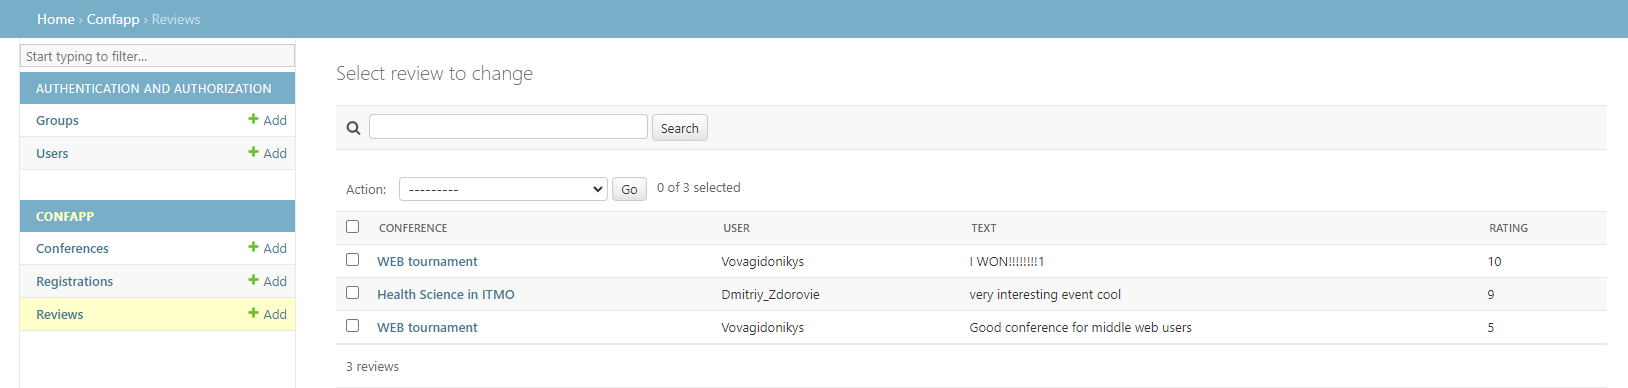 Home › Confapp › Reviews
Start typing to filter...
AUTHENTICATION AND AUTHORIZATION
Groups Add
Users Add
CONFAPP
Conferences Add
Registrations Add
Reviews Add
Select review to change
Search
Action: --------- Go 0 of 3 selected
CONFERENCE USER TEXT RATING
WEB tournament Vovagidonikys I WON!!!!!!!!1 10
Health Science in ITMO Dmitriy_Zdorovie very interesting event cool 9
WEB tournament Vovagidonikys Good conference for middle web users 5
3 reviews